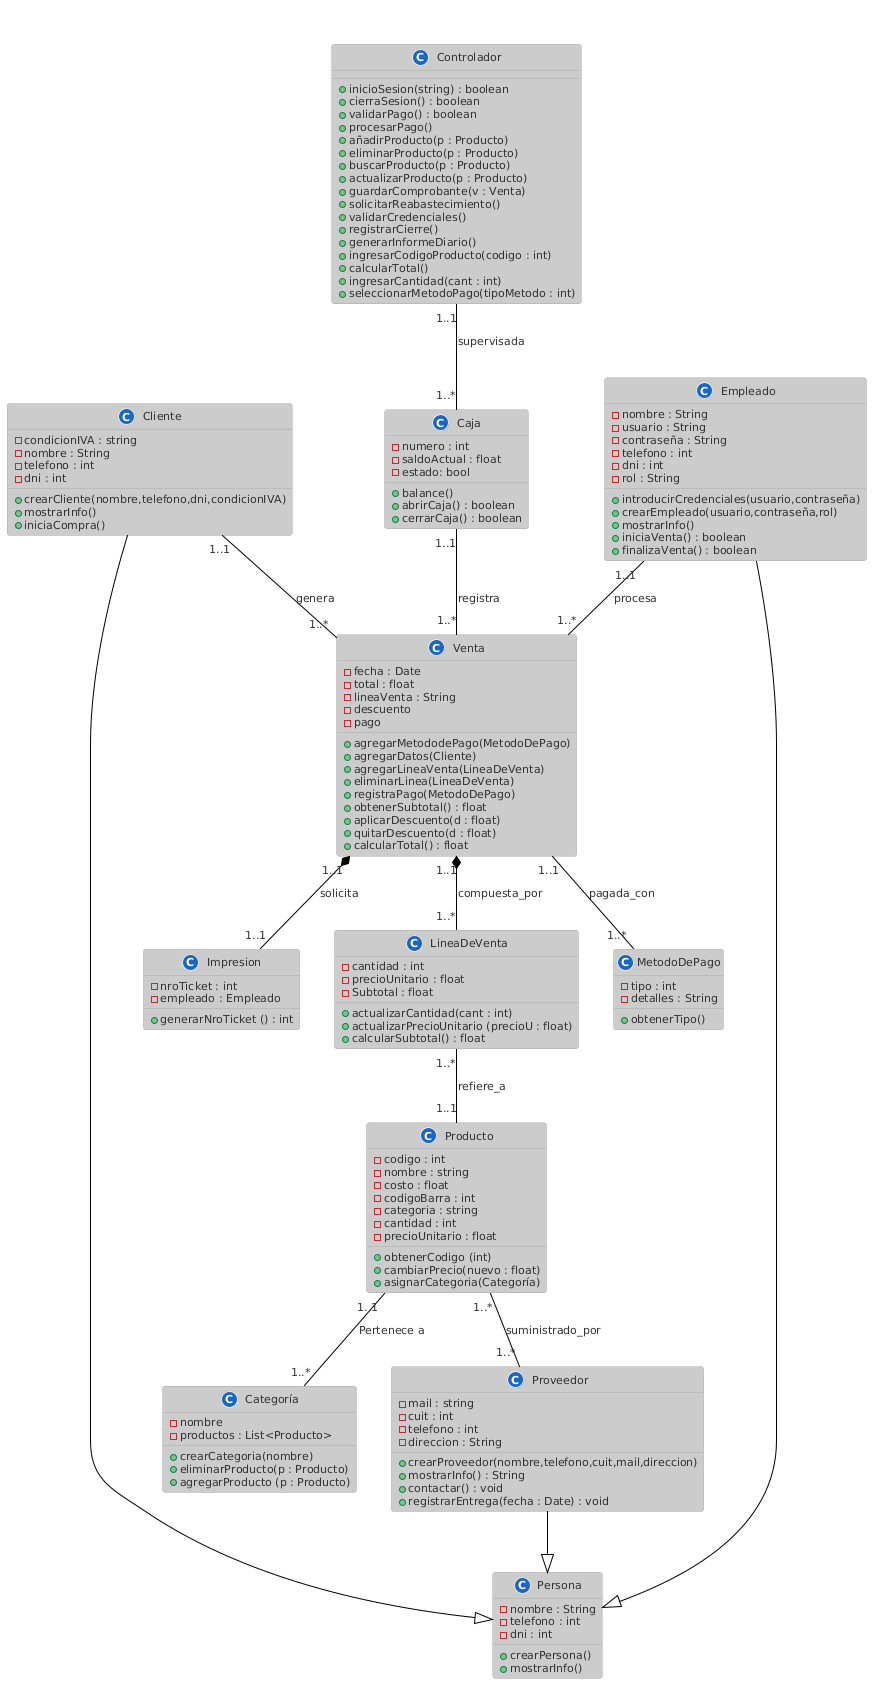 Controlador
inicioSesion(string) : boolean
cierraSesion() : boolean
validarPago() : boolean
procesarPago()
añadirProducto(p : Producto)
eliminarProducto(p : Producto)
buscarProducto(p : Producto)
actualizarProducto(p : Producto)
guardarComprobante(v : Venta)
solicitarReabastecimiento()
validarCredenciales()
registrarCierre()
generarInformeDiario()
ingresarCodigoProducto(codigo : int)
calcularTotal()
ingresarCantidad(cant : int)
seleccionarMetodoPago(tipoMetodo : int)
1..1
supervisada
1..*
Cliente
condicionIVA : string
nombre : String
telefono : int
dni : int
crearCliente(nombre,telefono,dni,condicionIVA)
mostrarInfo()
iniciaCompra()
Caja
numero : int
saldoActual : float
estado: bool
balance()
abrirCaja() : boolean
cerrarCaja() : boolean
Empleado
nombre : String
usuario : String
contraseña : String
telefono : int
dni : int
rol : String
introducirCredenciales(usuario,contraseña)
crearEmpleado(usuario,contraseña,rol)
mostrarInfo()
iniciaVenta() : boolean
finalizaVenta() : boolean
1..1
genera
1..*
1..1
registra
1..*
1..1
procesa
1..*
Venta
fecha : Date
total : float
lineaVenta : String
descuento
pago
agregarMetododePago(MetodoDePago)
agregarDatos(Cliente)
agregarLineaVenta(LineaDeVenta)
eliminarLinea(LineaDeVenta)
registraPago(MetodoDePago)
obtenerSubtotal() : float
aplicarDescuento(d : float)
quitarDescuento(d : float)
calcularTotal() : float
1..1
solicita
1..1
1..1
compuesta_por
1..*
1..1
pagada_con
1..*
Impresion
nroTicket : int
empleado : Empleado
generarNroTicket () : int
LineaDeVenta
cantidad : int
precioUnitario : float
Subtotal : float
actualizarCantidad(cant : int)
actualizarPrecioUnitario (precioU : float)
calcularSubtotal() : float
MetodoDePago
tipo : int
detalles : String
obtenerTipo()
1..*
refiere_a
1..1
Producto
codigo : int
nombre : string
costo : float
codigoBarra : int
categoria : string
cantidad : int
precioUnitario : float
obtenerCodigo (int)
cambiarPrecio(nuevo : float)
asignarCategoria(Categoría)
1..1
Pertenece a
1..*
1..*
suministrado_por
1..*
Categoría
nombre
productos : List<Producto>
crearCategoria(nombre)
eliminarProducto(p : Producto)
agregarProducto (p : Producto)
Proveedor
mail : string
cuit : int
telefono : int
direccion : String
crearProveedor(nombre,telefono,cuit,mail,direccion)
mostrarInfo() : String
contactar() : void
registrarEntrega(fecha : Date) : void
Persona
nombre : String
telefono : int
dni : int
crearPersona()
mostrarInfo()